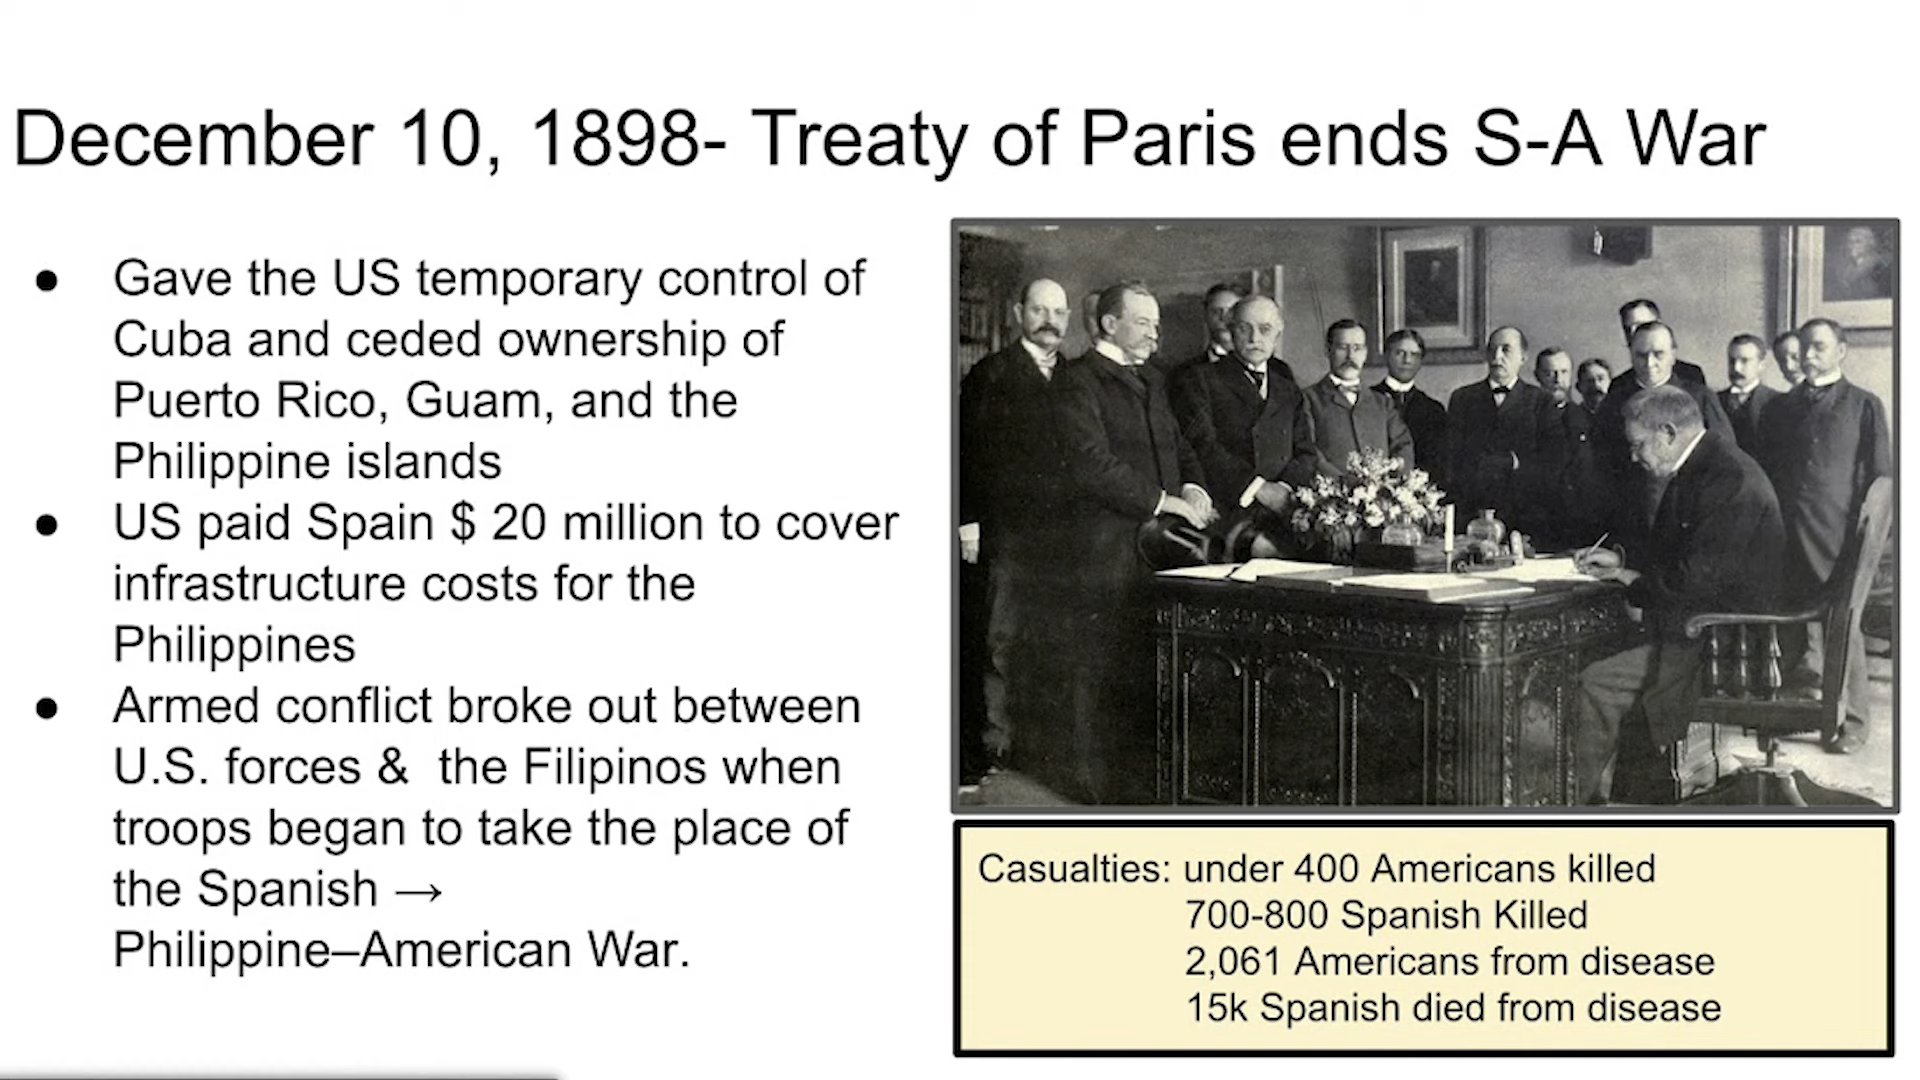 December 10, 1898- Treaty of Paris ends S-A War
● Gave the US temporary control of
Cuba and ceded ownership of
Puerto Rico, Guam, and the
Philippine islands
● US paid Spain $ 20 million to cover
infrastructure costs for the
Philippines
● Armed conflict broke out between
U.S. forces &  the Filipinos when
troops began to take the place of
the Spanish →
Philippine–American War.
Casualties: under 400 Americans killed
700-800 Spanish Killed
2,061 Americans from disease
15k Spanish died from disease